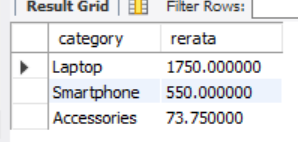 Result Grid Filter Rows:
category rerata
Laptop 1750.000000
Smartphone 550.000000
Accessories 73.750000